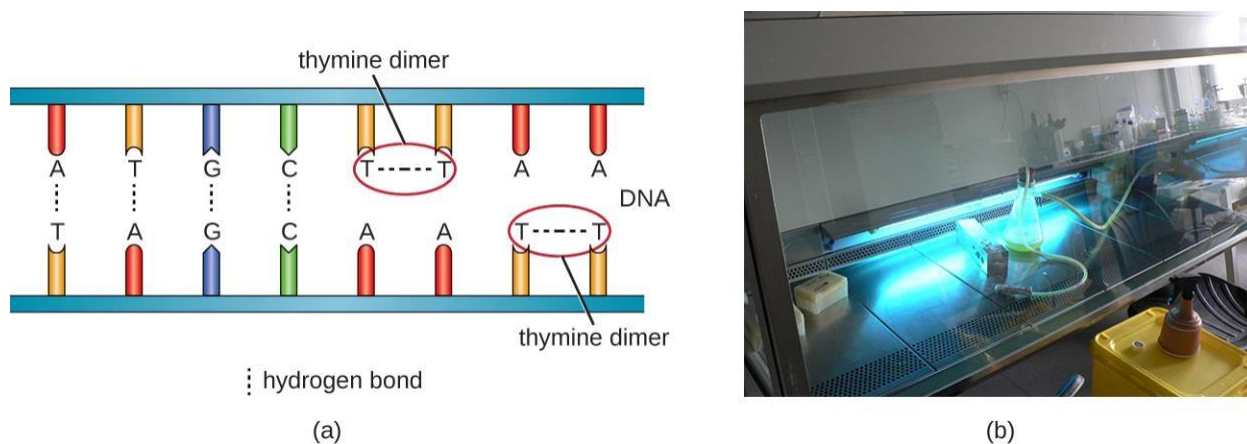 thymine dimer
A T G C T T A A
DNA
T A G C A A T T
thymine dimer
hydrogen bond
(a) (b)